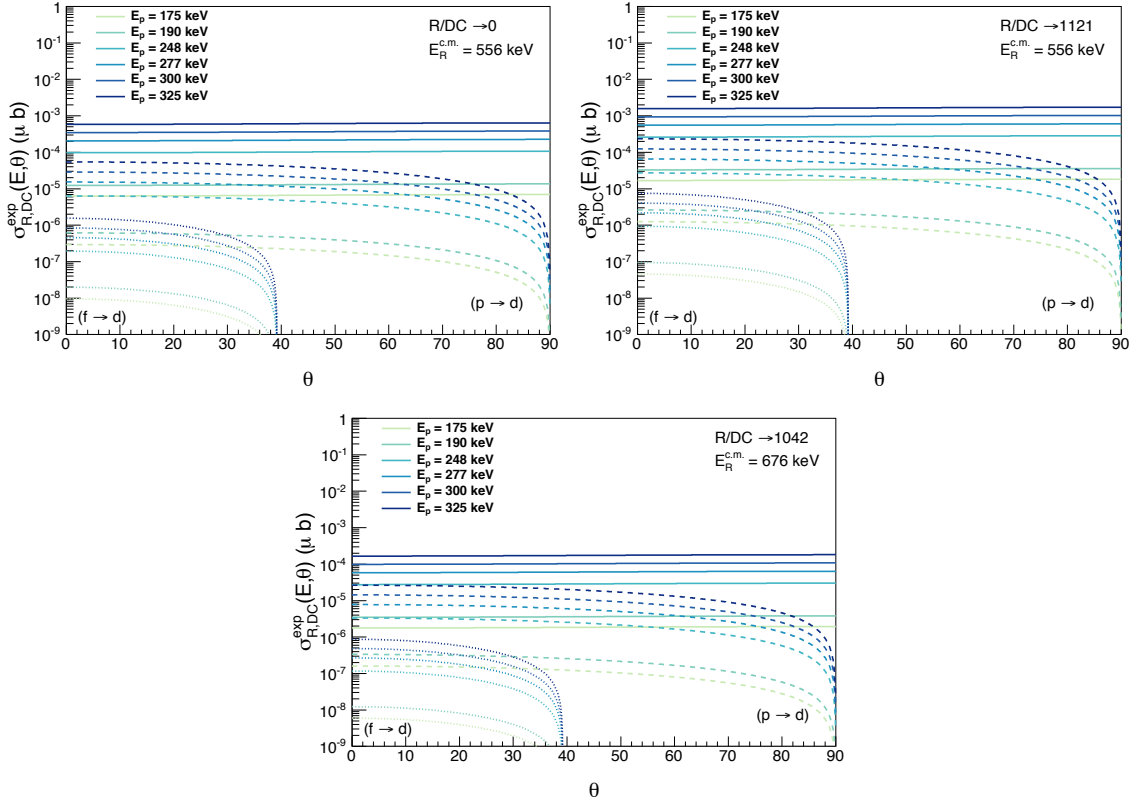 E_p = 175 keV
E_p = 190 keV
E_p = 248 keV
E_p = 277 keV
E_p = 300 keV
E_p = 325 keV
R/DC →0
E_R^{c.m.} = 556 keV
1
10^{-1}
10^{-2}
10^{-3}
10^{-4}
10^{-5}
10^{-6}
10^{-7}
10^{-8}
10^{-9}
σ_{R,DC}^{exp}(E,θ) (μ b)
(f → d)
(p → d)
0 10 20 30 40 50 60 70 80 90
θ
E_p = 175 keV
E_p = 190 keV
E_p = 248 keV
E_p = 277 keV
E_p = 300 keV
E_p = 325 keV
R/DC →1121
E_R^{c.m.} = 556 keV
1
10^{-1}
10^{-2}
10^{-3}
10^{-4}
10^{-5}
10^{-6}
10^{-7}
10^{-8}
10^{-9}
σ_{R,DC}^{exp}(E,θ) (μ b)
(f → d)
(p → d)
0 10 20 30 40 50 60 70 80 90
θ
E_p = 175 keV
E_p = 190 keV
E_p = 248 keV
E_p = 277 keV
E_p = 300 keV
E_p = 325 keV
R/DC →1042
E_R^{c.m.} = 676 keV
1
10^{-1}
10^{-2}
10^{-3}
10^{-4}
10^{-5}
10^{-6}
10^{-7}
10^{-8}
10^{-9}
σ_{R,DC}^{exp}(E,θ) (μ b)
(f → d)
(p → d)
0 10 20 30 40 50 60 70 80 90
θ